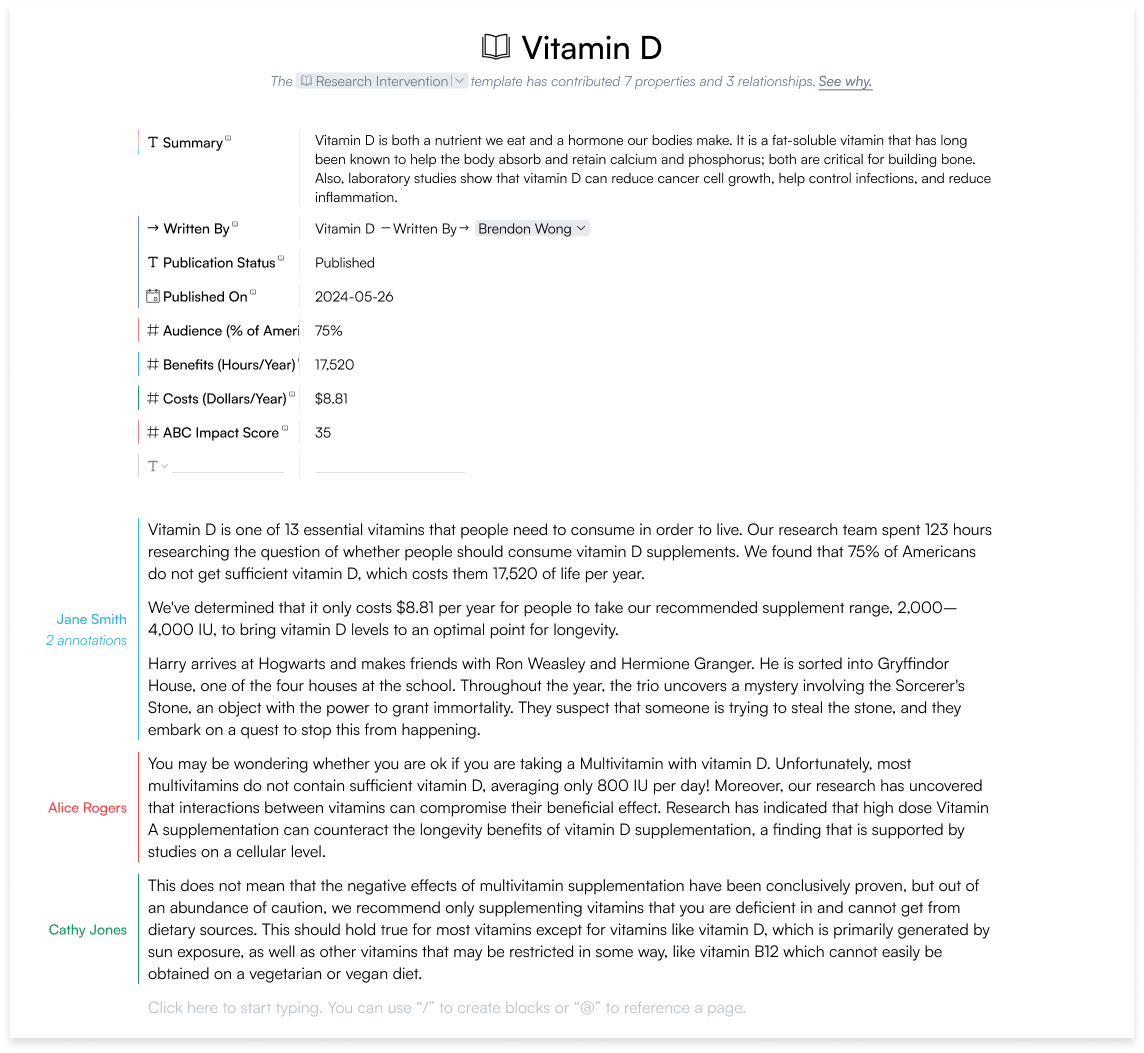 Vitamin D
The Research Intervention template has contributed 7 properties and 3 relationships. See why.
T Summary
Vitamin D is both a nutrient we eat and a hormone our bodies make. It is a fat-soluble vitamin that has long
been known to help the body absorb and retain calcium and phosphorus; both are critical for building bone.
Also, laboratory studies show that vitamin D can reduce cancer cell growth, help control infections, and reduce
inflammation.
→ Written By
Vitamin D —Written By→ Brendon Wong
T Publication Status
Published
Published On
2024-05-26
# Audience (% of Ameri
75%
# Benefits (Hours/Year)
17,520
# Costs (Dollars/Year)
$8.81
# ABC Impact Score
35
T
Vitamin D is one of 13 essential vitamins that people need to consume in order to live. Our research team spent 123 hours
researching the question of whether people should consume vitamin D supplements. We found that 75% of Americans
do not get sufficient vitamin D, which costs them 17,520 of life per year.
We've determined that it only costs $8.81 per year for people to take our recommended supplement range, 2,000–
4,000 IU, to bring vitamin D levels to an optimal point for longevity.
Jane Smith
2 annotations
Harry arrives at Hogwarts and makes friends with Ron Weasley and Hermione Granger. He is sorted into Gryffindor
House, one of the four houses at the school. Throughout the year, the trio uncovers a mystery involving the Sorcerer's
Stone, an object with the power to grant immortality. They suspect that someone is trying to steal the stone, and they
embark on a quest to stop this from happening.
You may be wondering whether you are ok if you are taking a Multivitamin with vitamin D. Unfortunately, most
multivitamins do not contain sufficient vitamin D, averaging only 800 IU per day! Moreover, our research has uncovered
Alice Rogers
that interactions between vitamins can compromise their beneficial effect. Research has indicated that high dose Vitamin
A supplementation can counteract the longevity benefits of vitamin D supplementation, a finding that is supported by
studies on a cellular level.
This does not mean that the negative effects of multivitamin supplementation have been conclusively proven, but out of
an abundance of caution, we recommend only supplementing vitamins that you are deficient in and cannot get from
Cathy Jones
dietary sources. This should hold true for most vitamins except for vitamins like vitamin D, which is primarily generated by
sun exposure, as well as other vitamins that may be restricted in some way, like vitamin B12 which cannot easily be
obtained on a vegetarian or vegan diet.
Click here to start typing. You can use “/” to create blocks or “@” to reference a page.